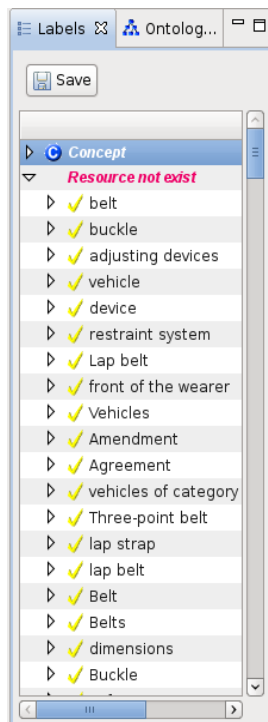 Labels Ontolog...
Save
C Concept
Resource not exist
belt
buckle
adjusting devices
vehicle
device
restraint system
Lap belt
front of the wearer
Vehicles
Amendment
Agreement
vehicles of category
Three-point belt
lap strap
lap belt
Belt
Belts
dimensions
Buckle